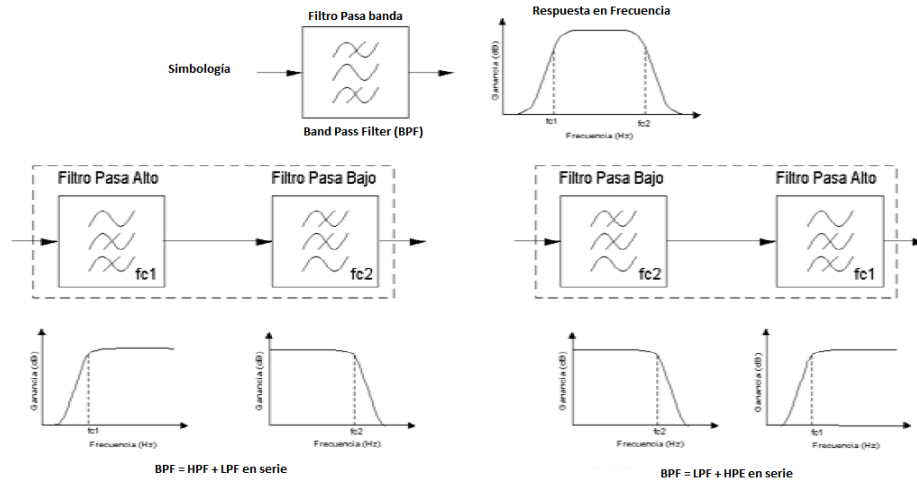 Filtro Pasa banda
Respuesta en Frecuencia
Simbología
Ganancia (dB)
fc1
fc2
Frecuencia (Hz)
Band Pass Filter (BPF)
Filtro Pasa Alto
Filtro Pasa Bajo
fc1
fc2
Filtro Pasa Bajo
Filtro Pasa Alto
fc2
fc1
Ganancia (dB)
fc1
Frecuencia (Hz)
Ganancia (dB)
fc2
Frecuencia (Hz)
Ganancia (dB)
fc2
Frecuencia (Hz)
Ganancia (dB)
fc1
Frecuencia (Hz)
BPF = HPF + LPF en serie
BPF = LPF + HPE en serie